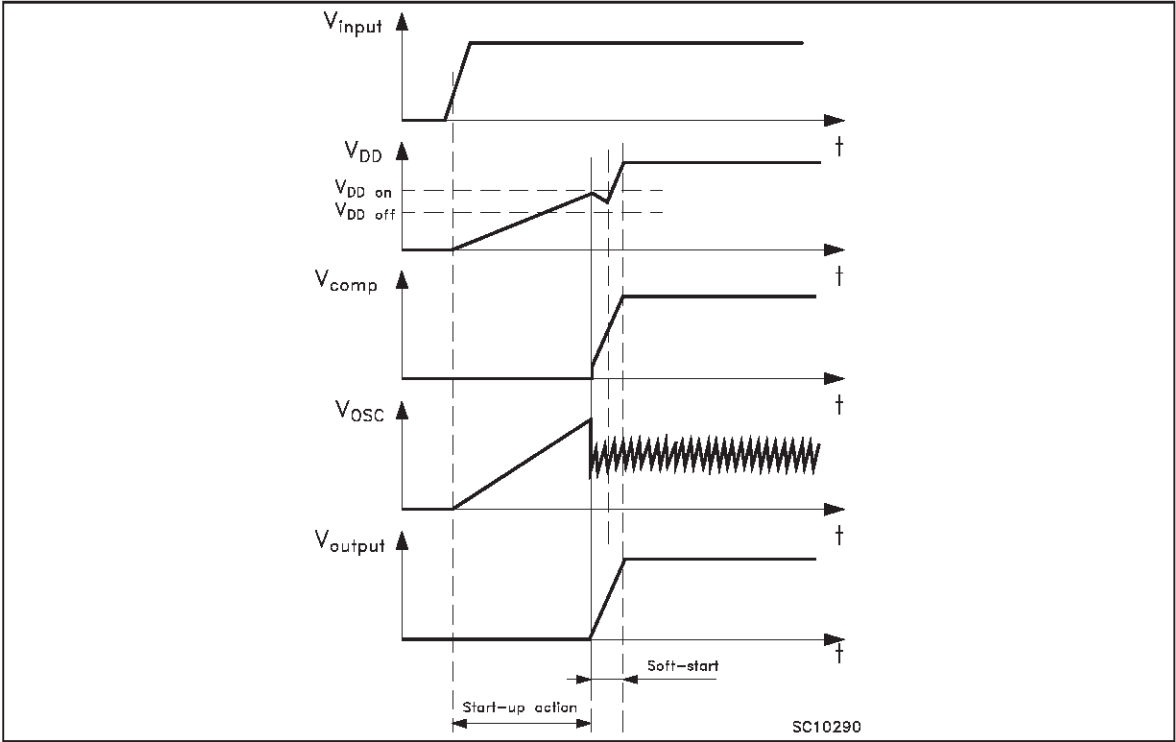 Vinput
t
VDD
VDD on
VDD off
t
Vcomp
t
VOSC
t
Voutput
t
Soft-start
Start-up action
SC10290